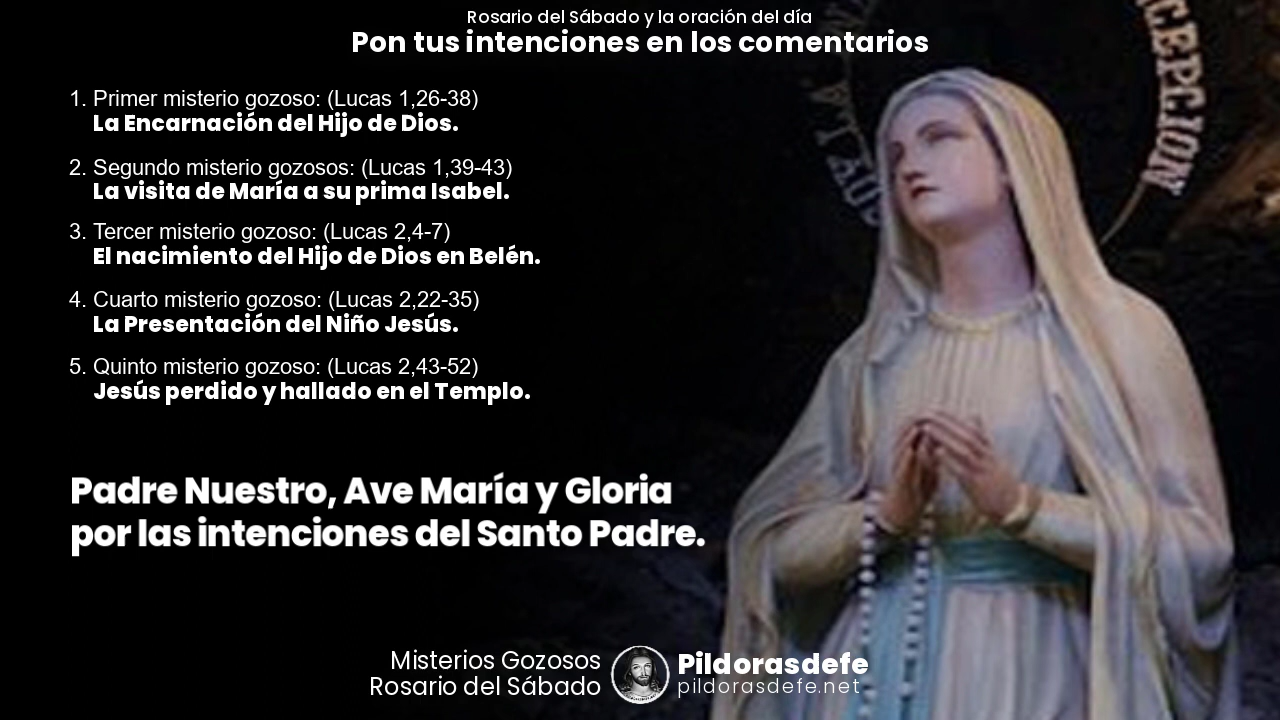 Rosario del Sábado y la oración del día
Pon tus intenciones en los comentarios
1. Primer misterio gozoso: (Lucas 1,26-38)
La Encarnación del Hijo de Dios.
2. Segundo misterio gozosos: (Lucas 1,39-43)
La visita de María a su prima Isabel.
3. Tercer misterio gozoso: (Lucas 2,4-7)
El nacimiento del Hijo de Dios en Belén.
4. Cuarto misterio gozoso: (Lucas 2,22-35)
La Presentación del Niño Jesús.
5. Quinto misterio gozoso: (Lucas 2,43-52)
Jesús perdido y hallado en el Templo.
Padre Nuestro, Ave María y Gloria
por las intenciones del Santo Padre.
Misterios Gozosos
Rosario del Sábado
Pildorasdefe
pildorasdefe.net